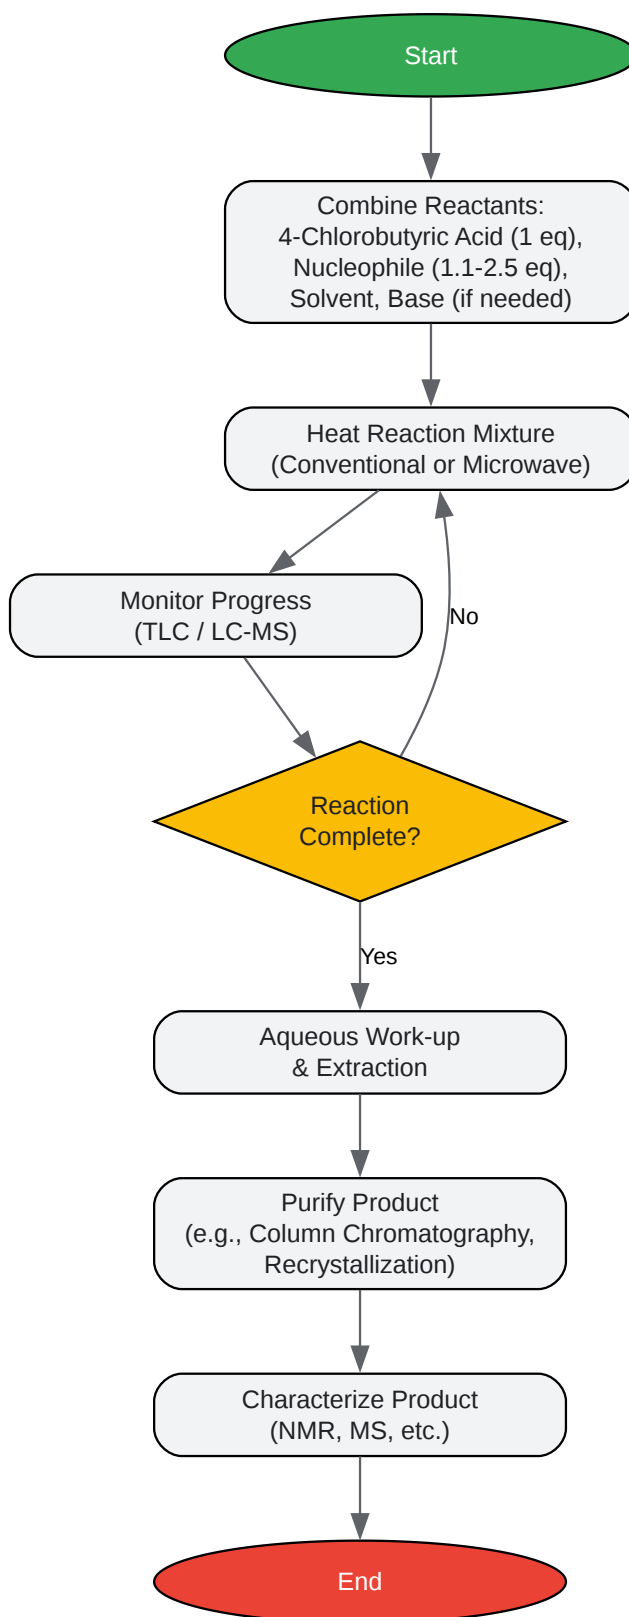 Start
Combine Reactants:
4-Chlorobutyric Acid (1 eq),
Nucleophile (1.1-2.5 eq),
Solvent, Base (if needed)
Heat Reaction Mixture
(Conventional or Microwave)
Monitor Progress
(TLC / LC-MS)
No
Reaction
Complete?
Yes
Aqueous Work-up
& Extraction
Purify Product
(e.g., Column Chromatography,
Recrystallization)
Characterize Product
(NMR, MS, etc.)
End